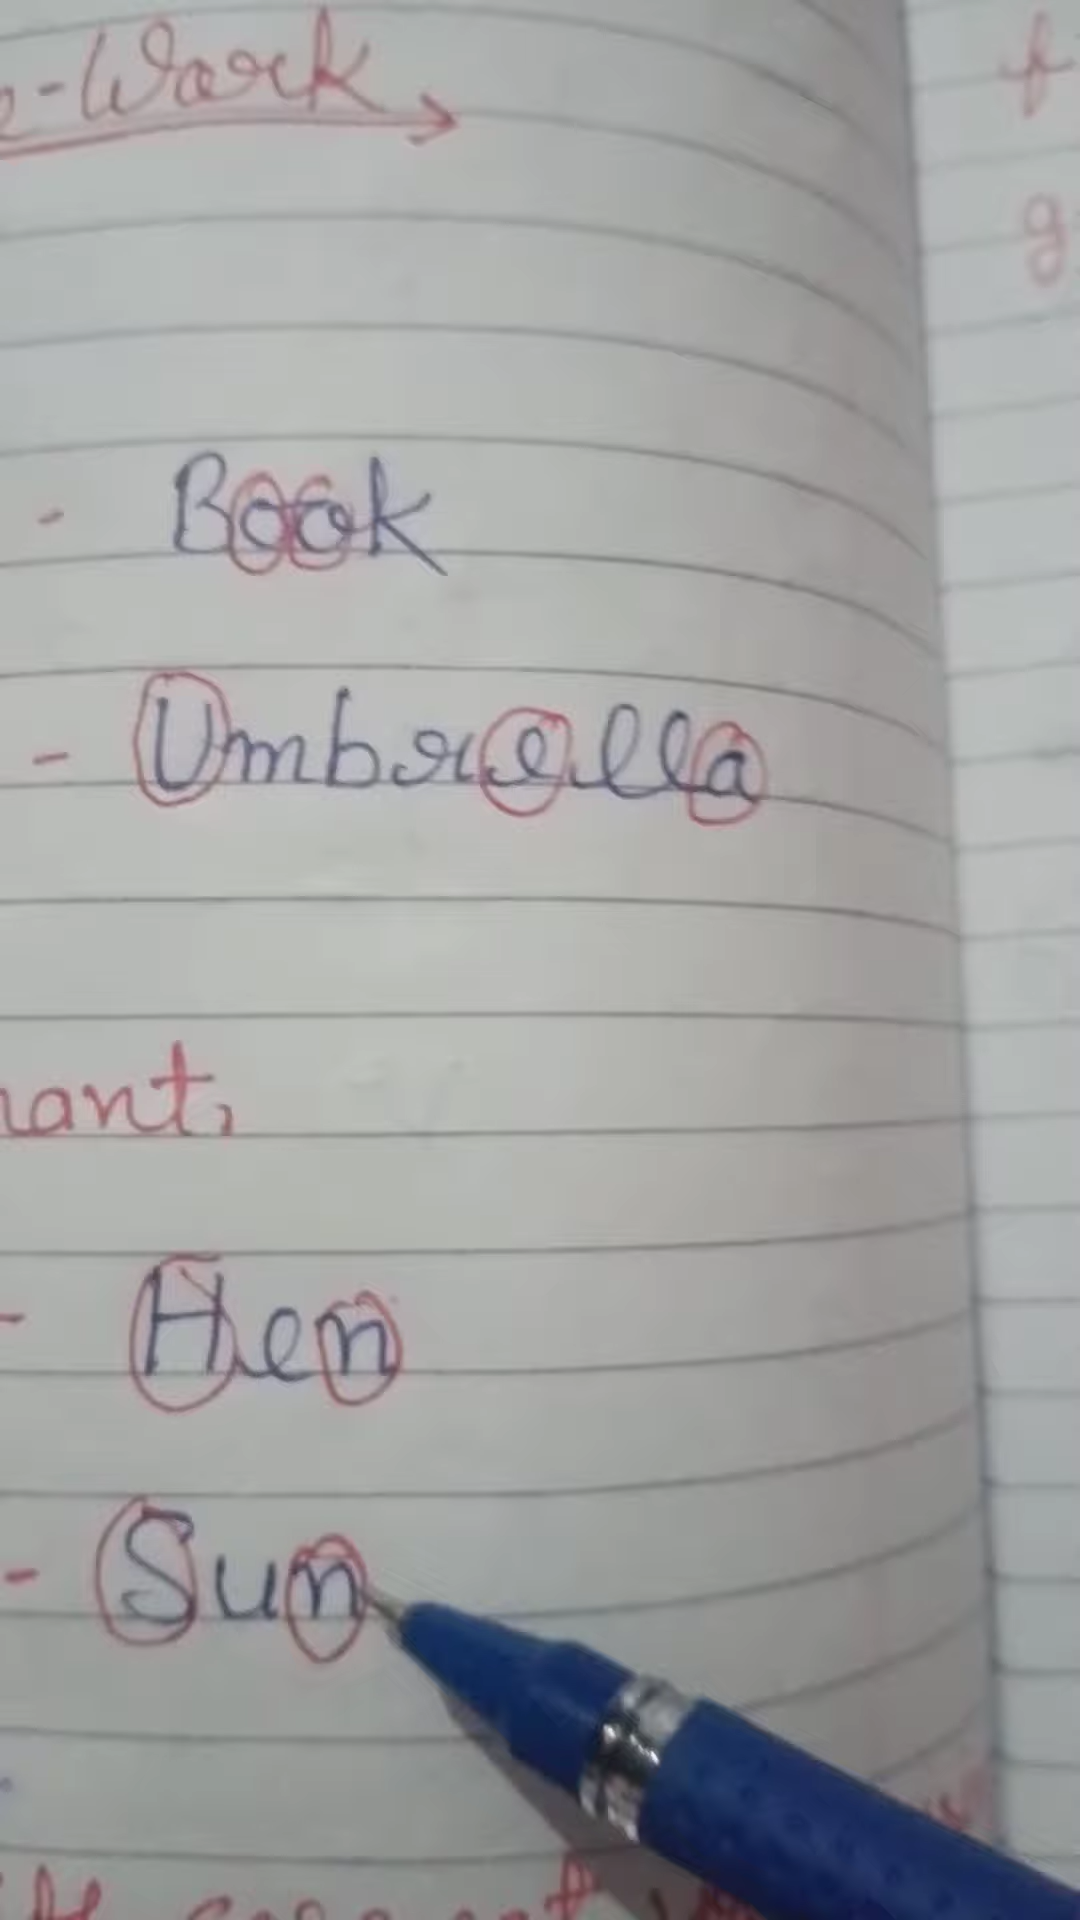 -Work
- Book
- Umbrella
nant,
- Hen
- Sun
f
g